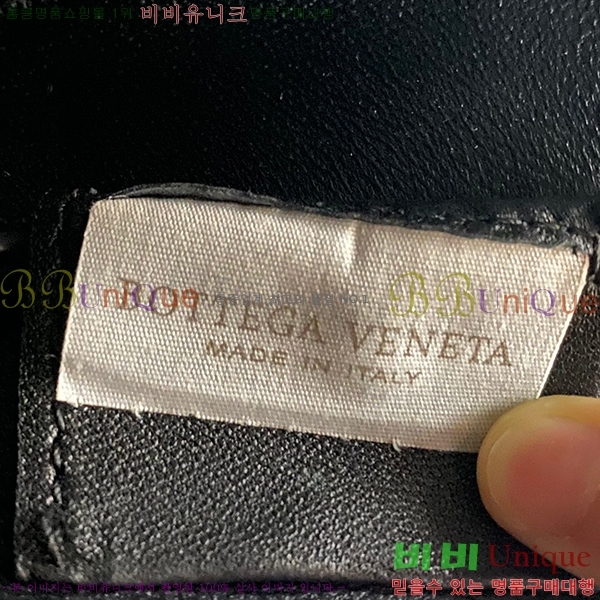 비비유니크
BBUniQue
BBUniQue
BOTTEGA VENETA
MADE IN ITALY
비비 Unique
믿을수 있는 명품구매대행